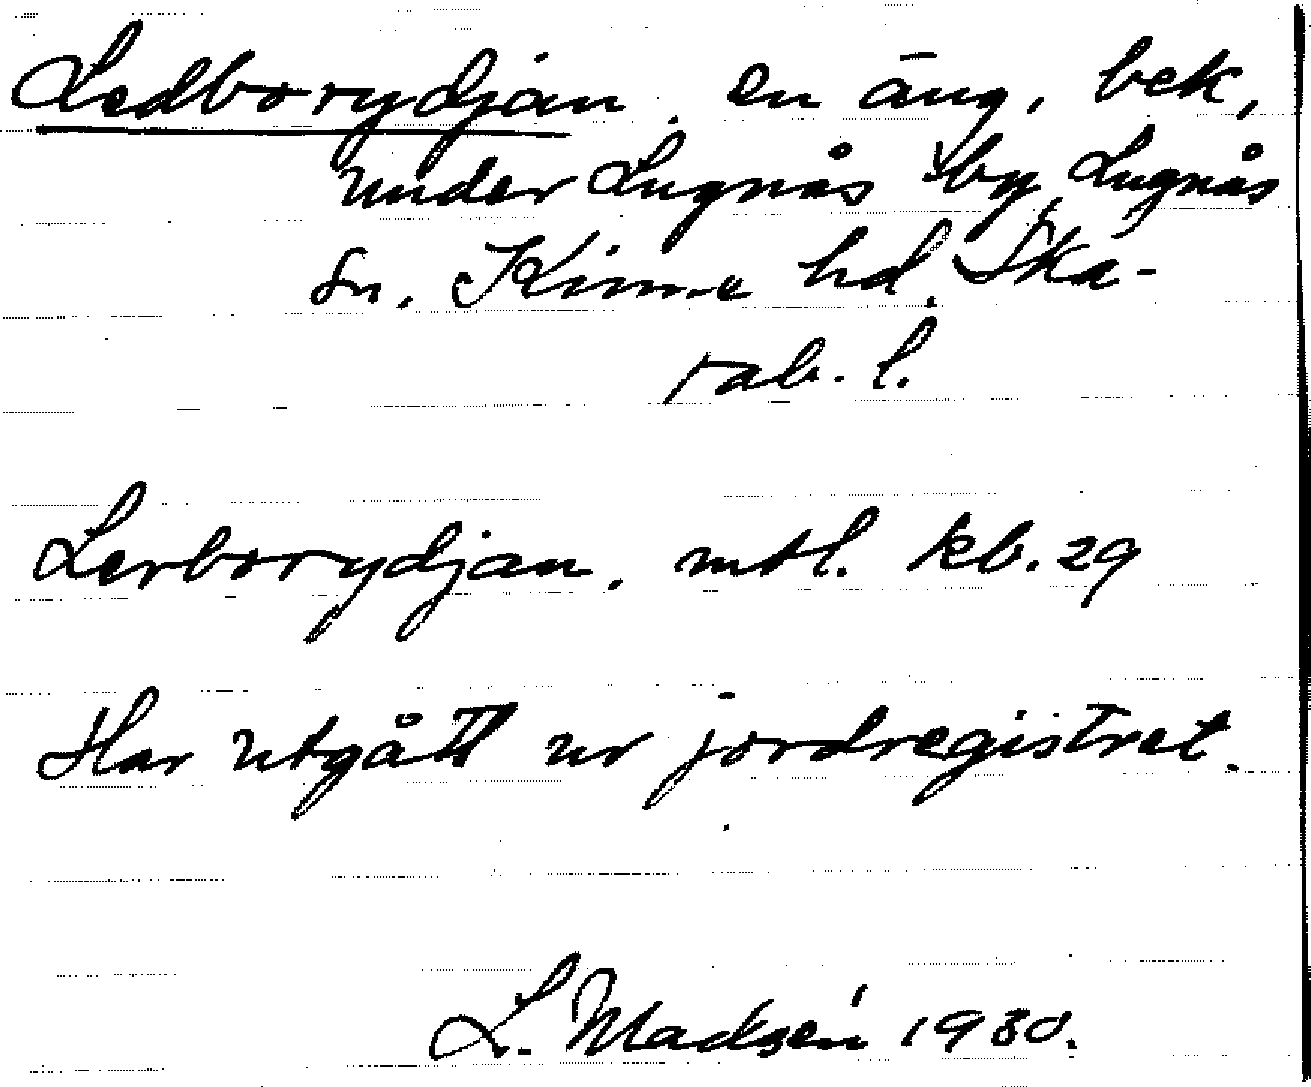 Ledborydjan, en äng, bek,
under Lugnås by Lugnås
sn. Kinne hd. Ska-
rab. l.
Lerborydjan, mtl. kb. 29
Har utgått ur jordregistret.
L. Madsén 1930.